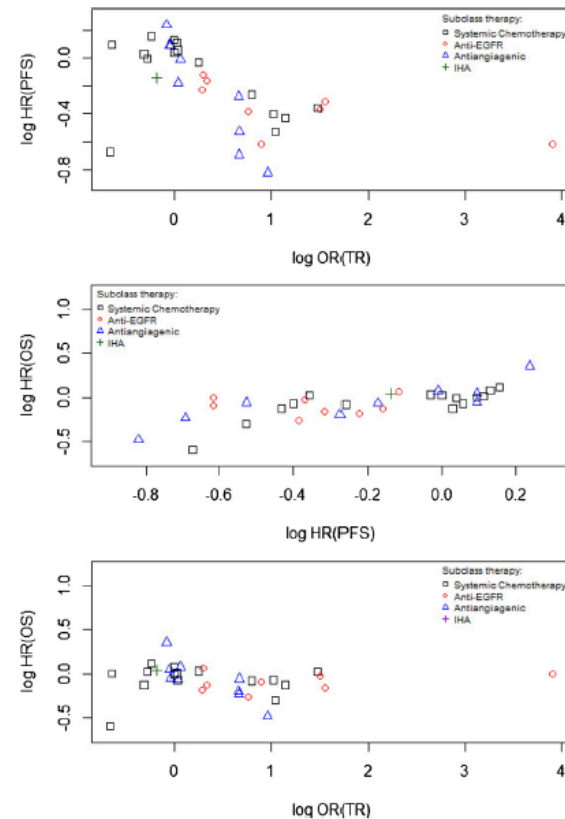 Subclass therapy:
Systemic Chemotherapy
Anti-EGFR
Antiangiagenic
IHA
log HR(PFS)
0.0
-0.4
-0.8
0
1
2
3
4
log OR(TR)
Subclass therapy:
Systemic Chemotherapy
Anti-EGFR
Antiangiagenic
IHA
log HR(OS)
1.0
0.5
0.0
-0.5
-0.8
-0.6
-0.4
-0.2
0.0
0.2
log HR(PFS)
Subclass therapy:
Systemic Chemotherapy
Anti-EGFR
Antiangiagenic
IHA
log HR(OS)
1.0
0.5
0.0
-0.5
0
1
2
3
4
log OR(TR)